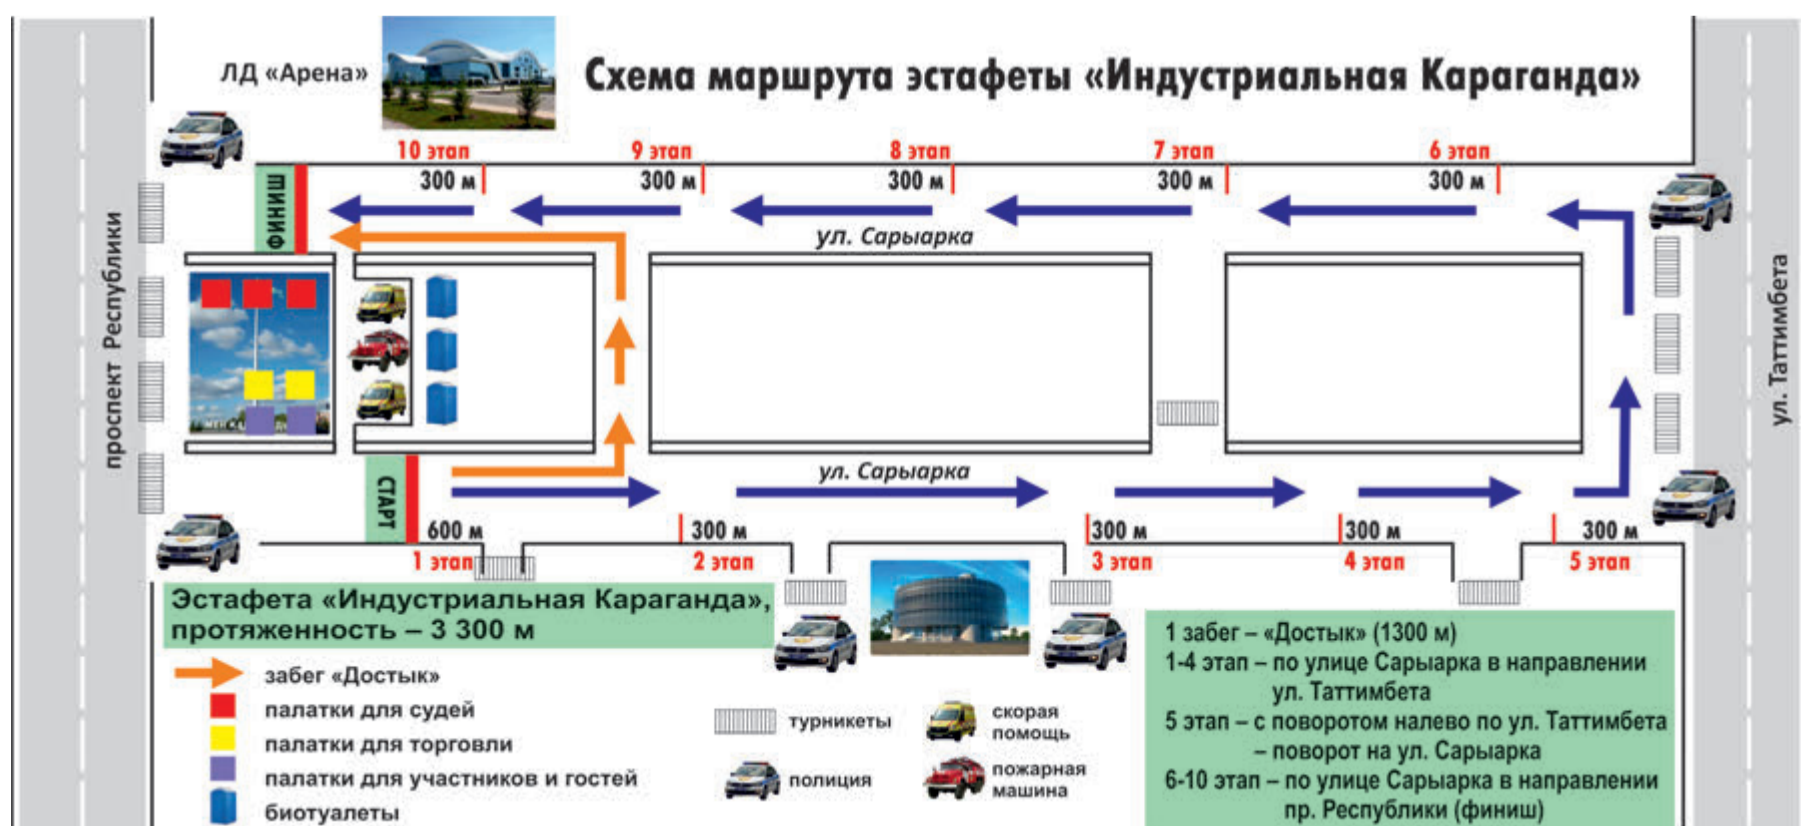 ЛД «Арена»
Схема маршрута эстафеты «Индустриальная Караганда»
10 этап
9 этап
8 этап
7 этап
6 этап
300 м
300 м
300 м
300 м
300 м
ФИНИШ
ул. Сарыарка
проспект Республики
ул. Таттимбета
ул. Сарыарка
СТАРТ
600 м
300 м
300 м
300 м
300 м
1 этап
2 этап
3 этап
4 этап
5 этап
Эстафета «Индустриальная Караганда»,
протяженность – 3 300 м
забег «Достык»
палатки для судей
палатки для торговли
палатки для участников и гостей
биотуалеты
турникеты
полиция
скорая
помощь
пожарная
машина
1 забег – «Достык» (1300 м)
1-4 этап – по улице Сарыарка в направлении
ул. Таттимбета
5 этап – с поворотом налево по ул. Таттимбета
– поворот на ул. Сарыарка
6-10 этап – по улице Сарыарка в направлении
пр. Республики (финиш)